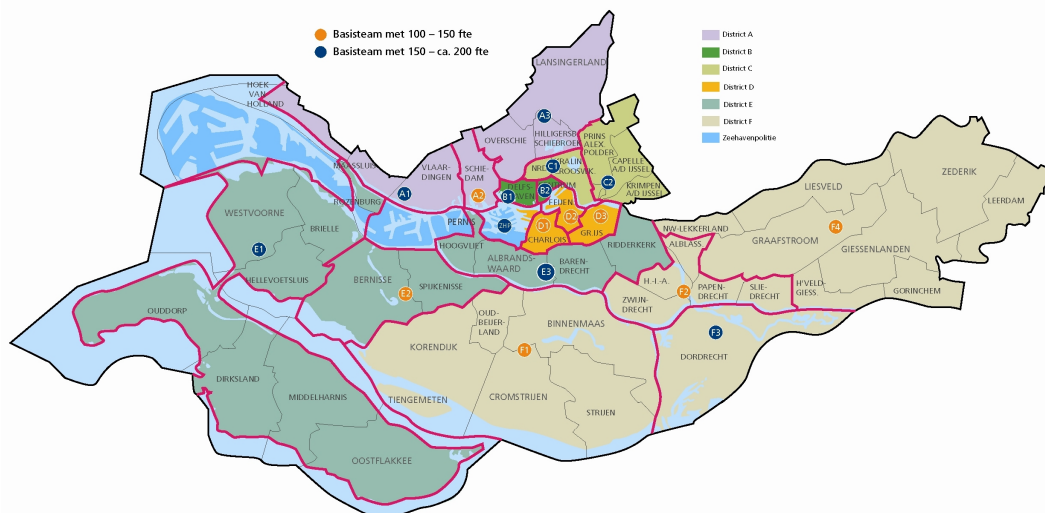 Basisteam met 100 – 150 fte
Basisteam met 150 – ca. 200 fte
District A
District B
District C
District D
District E
District F
Zeehavenpolitie
LANSINGERLAND
HOEK
VAN
HOLLAND
A3
OVERSCHIE
HILLIGERSB
SCHIEBROEK
PRINS
ALEX.
POLDER
CAPELLE
A/D IJSSEL
KRIMPEN
A/D IJSSEL
C1
C2
MAASSLUIS
VLAAR-
DINGEN
SCHIE-
DAM
A1
A2
DELFS-
HAVEN
B1
B2
FEIJEN.
ROZENBURG
PERNIS
ZHP
D1
D2
D3
CHARLOIS
GRIJS
WESTVOORNE
BRIELLE
E1
HELLEVOETSLUIS
HOOGVLIET
ALBRANDS-
WAARD
E3
BAREN-
DRECHT
RIDDERKERK
BERNISSE
E2
SPIJKENISSE
NW-LEKKERLAND
ALBLASS.
H.-I.-A.
F2
PAPEN-
DRECHT
SLIE-
DRECHT
ZWIJN-
DRECHT
LIESVELD
ZEDERIK
LEERDAM
F4
GRAAFSTROOM
GIESSENLANDEN
H'VELD-
GIESS.
GORINCHEM
OUDDORP
OUD-
BEIJER-
LAND
BINNENMAAS
F1
F3
DORDRECHT
KORENDIJK
DIRKSLAND
MIDDELHARNIS
TIENGEMETEN
CROMSTRIJEN
STRIJEN
OOSTFLAKKEE